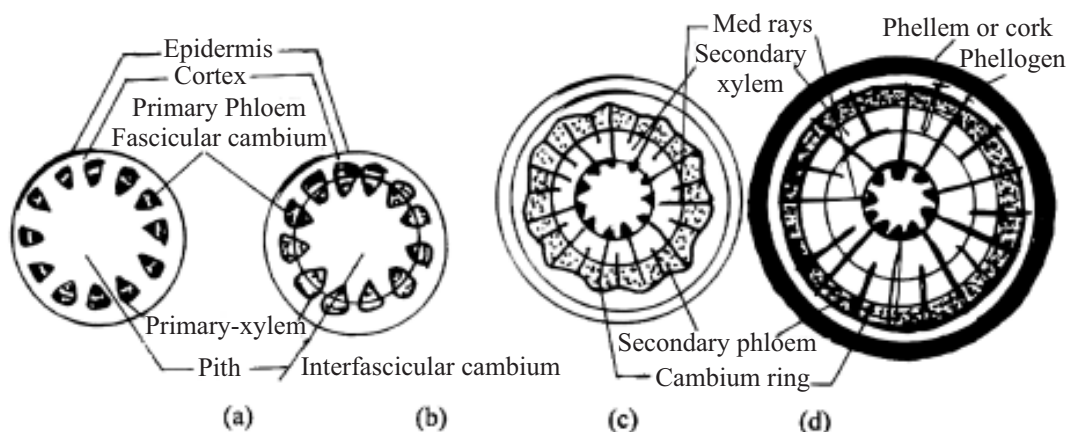 Epidermis
Cortex
Primary Phloem
Fascicular cambium
Primary-xylem
Pith
Interfascicular cambium
Med rays
Secondary
xylem
Phellem or cork
Phellogen
Secondary phloem
Cambium ring
(a)
(b)
(c)
(d)